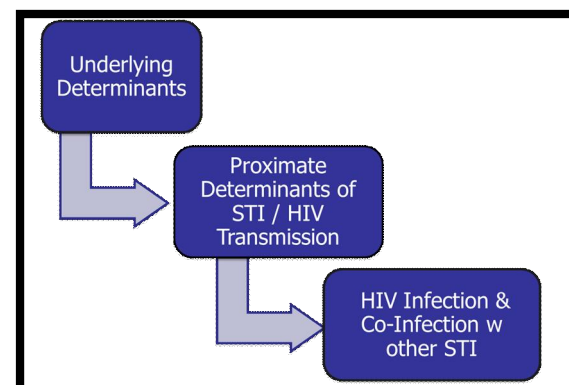 Underlying
Determinants
Proximate
Determinants of
STI / HIV
Transmission
HIV Infection &
Co-Infection w
other STI